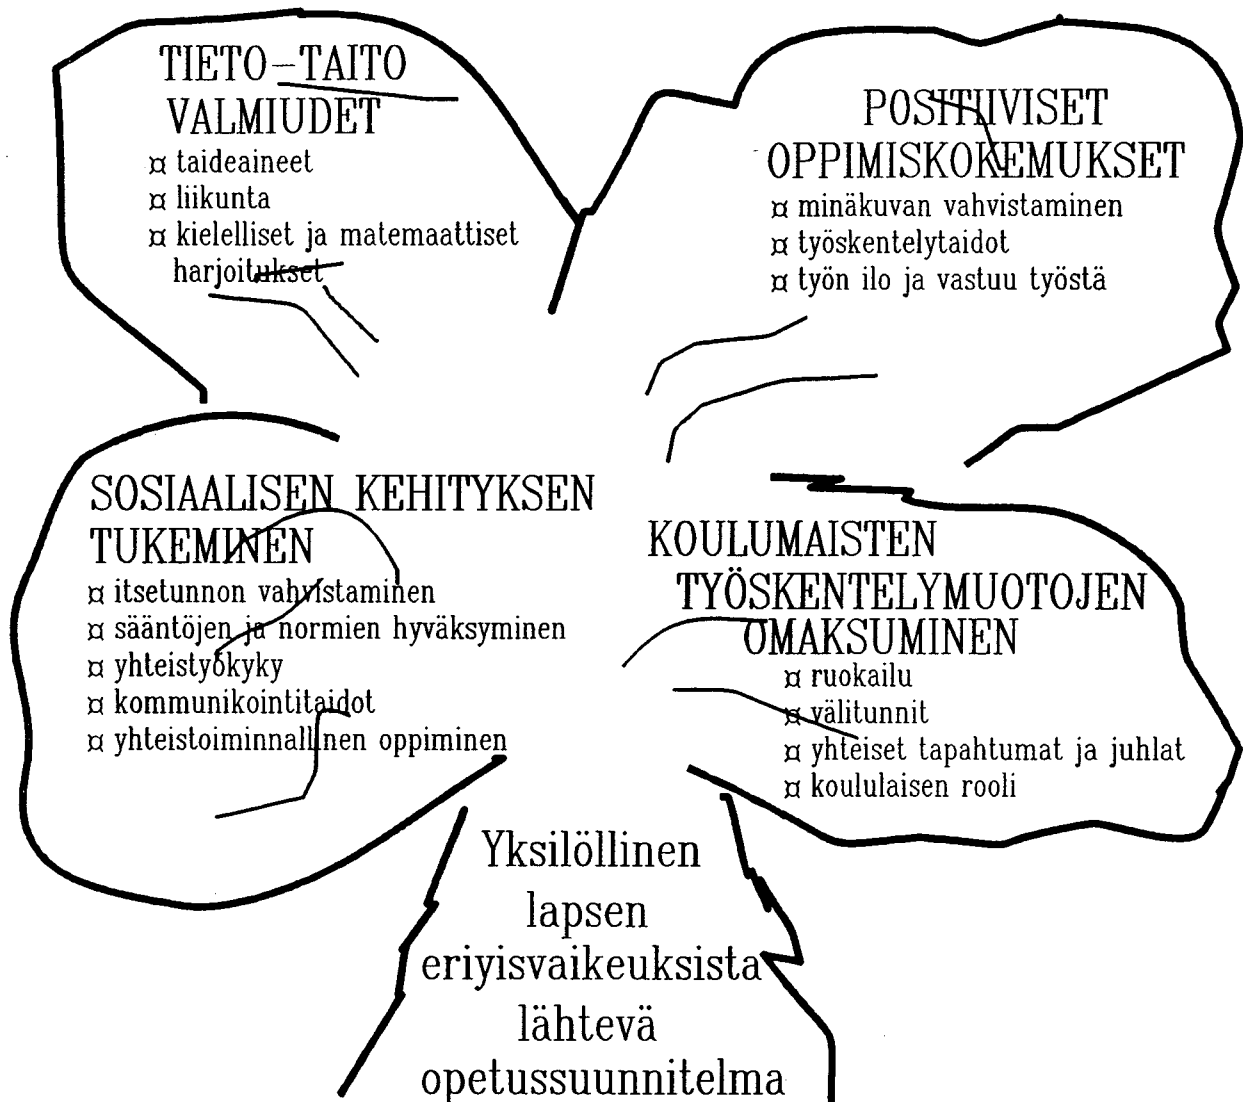 TIETO-TAITO
VALMIUDET
¤ taideaineet
¤ liikunta
¤ kielelliset ja matemaattiset
harjoitukset
POSITIIVISET
OPPIMISKOKEMUKSET
¤ minäkuvan vahvistaminen
¤ työskentelytaidot
¤ työn ilo ja vastuu työstä
SOSIAALISEN KEHITYKSEN
TUKEMINEN
¤ itsetunnon vahvistaminen
¤ sääntöjen ja normien hyväksyminen
¤ yhteistyökyky
¤ kommunikointitaidot
¤ yhteistoiminnallinen oppiminen
KOULUMAISTEN
TYÖSKENTELYMUOTOJEN
OMAKSUMINEN
¤ ruokailu
¤ välitunnit
¤ yhteiset tapahtumat ja juhlat
¤ koululaisen rooli
Yksilöllinen
lapsen
eriyisvaikeuksista
lähtevä
opetussuunnitelma